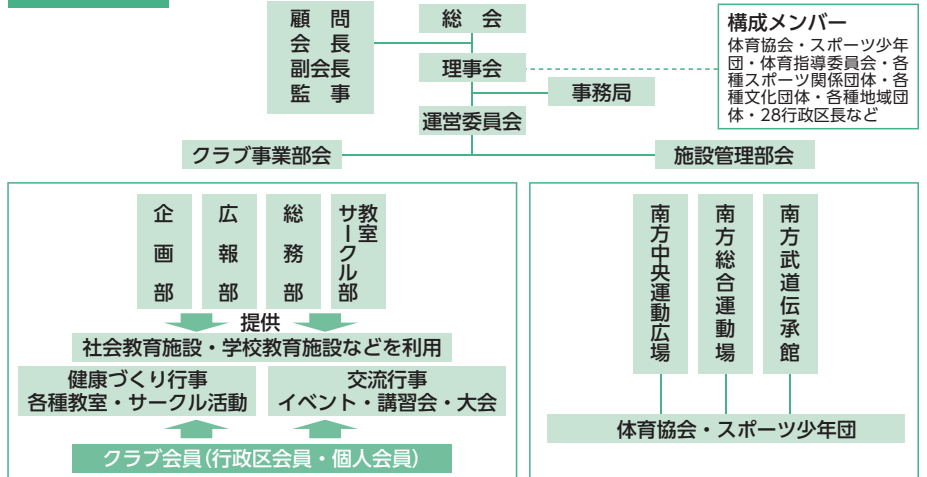 顧　問
会　長
副会長
監　事
総　会
理事会
事務局
運営委員会
構成メンバー
体育協会・スポーツ少年
団・体育指導委員会・各
種スポーツ関係団体・各
種文化団体・各種地域団
体・28行政区長など
クラブ事業部会
施設管理部会
企画部
広報部
総務部
教室
サークル部
提供
社会教育施設・学校教育施設などを利用
健康づくり行事
各種教室・サークル活動
交流行事
イベント・講習会・大会
クラブ会員(行政区会員・個人会員)
南方中央運動広場
南方総合運動場
南方武道伝承館
体育協会・スポーツ少年団